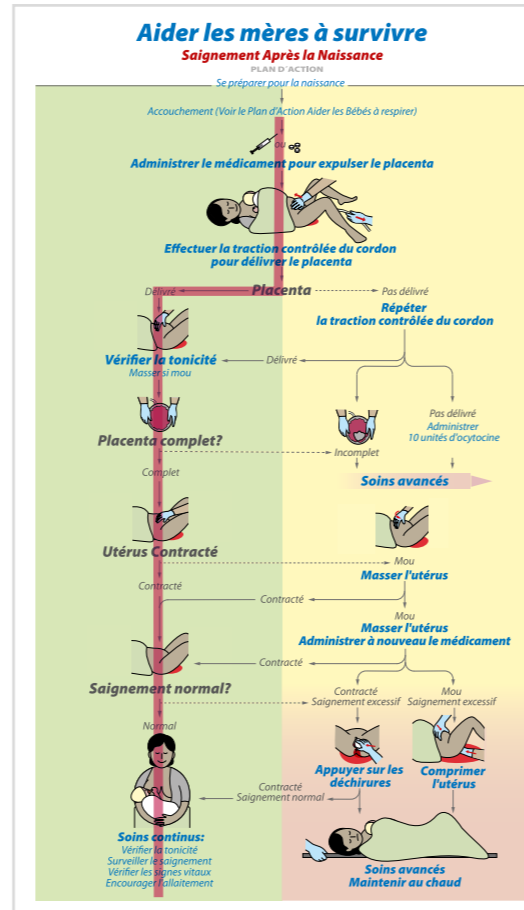 Aider les mères à survivre
Saignement Après la Naissance
PLAN D'ACTION
Se préparer pour la naissance
Accouchement (Voir le Plan d'Action Aider les Bébés à respirer)
ou
Administrer le médicament pour expulser le placenta
Effectuer la traction contrôlée du cordon
pour délivrer le placenta
Délivré
Placenta
Pas délivré
Répéter
la traction contrôlée du cordon
Vérifier la tonicité
Masser si mou
Délivré
Placenta complet?
Incomplet
Pas délivré
Administrer
10 unités d'ocytocine
Complet
Soins avancés
Utérus Contracté
Mou
Masser l'utérus
Contracté
Contracté
Mou
Masser l'utérus
Administrer à nouveau le médicament
Contracté
Saignement normal?
Contracté
Saignement excessif
Mou
Saignement excessif
Normal
Appuyer sur les
déchirures
Comprimer
l'utérus
Contracté
Saignement normal
Soins continus:
Vérifier la tonicité
Surveiller le saignement
Vérifier les signes vitaux
Encourager l'allaitement
Soins avancés
Maintenir au chaud